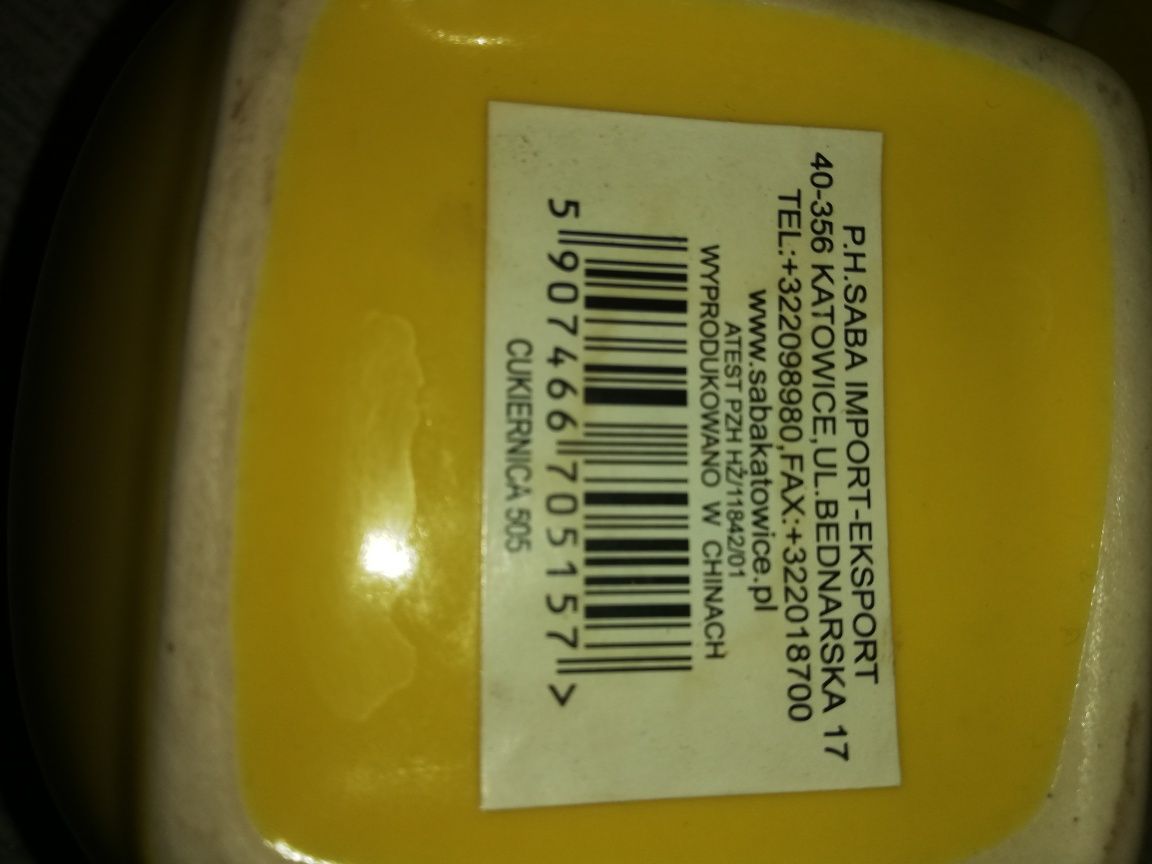 P.H.SABA IMPORT-EKSPORT
40-356 KATOWICE,UL.BEDNARSKA 17
TEL:+322098980,FAX:+322018700
www.sabakatowice.pl
ATEST PZH HŻ/11842/01
WYPRODUKOWANO W CHINACH
5 907466 705157 >
CUKIERNICA 505